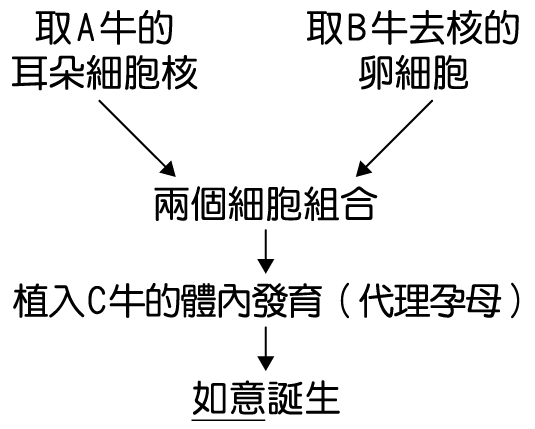 取A牛的
耳朵細胞核
取B牛去核的
卵細胞
兩個細胞組合
植入C牛的體內發育（代理孕母）
如意誕生